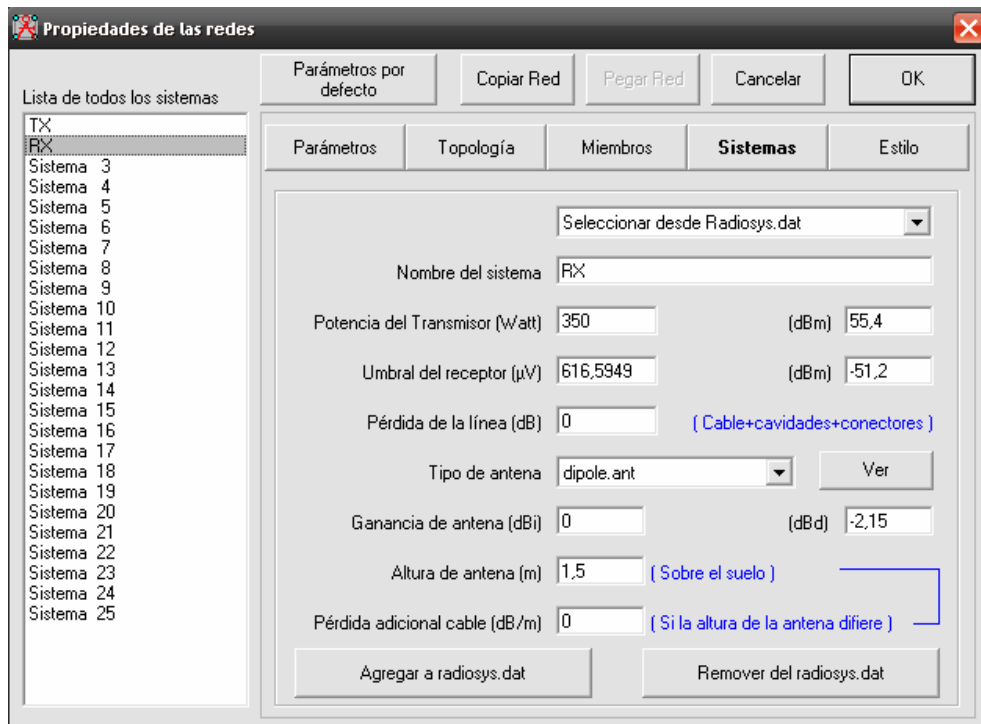 Propiedades de las redes
Lista de todos los sistemas
TX
RX
Sistema 3
Sistema 4
Sistema 5
Sistema 6
Sistema 7
Sistema 8
Sistema 9
Sistema 10
Sistema 11
Sistema 12
Sistema 13
Sistema 14
Sistema 15
Sistema 16
Sistema 17
Sistema 18
Sistema 19
Sistema 20
Sistema 21
Sistema 22
Sistema 23
Sistema 24
Sistema 25
Parámetros por
defecto
Copiar Red
Pegar Red
Cancelar
OK
Parámetros
Topología
Miembros
Sistemas
Estilo
Seleccionar desde Radiosys.dat
Nombre del sistema RX
Potencia del Transmisor (Watt) 350 (dBm) 55,4
Umbral del receptor (µV) 616,5949 (dBm) -51,2
Pérdida de la línea (dB) 0 ( Cable+cavidades+conectores )
Tipo de antena dipole.ant Ver
Ganancia de antena (dBi) 0 (dBd) -2,15
Altura de antena (m) 1,5 ( Sobre el suelo )
Pérdida adicional cable (dB/m) 0 ( Si la altura de la antena difiere )
Agregar a radiosys.dat
Remover del radiosys.dat